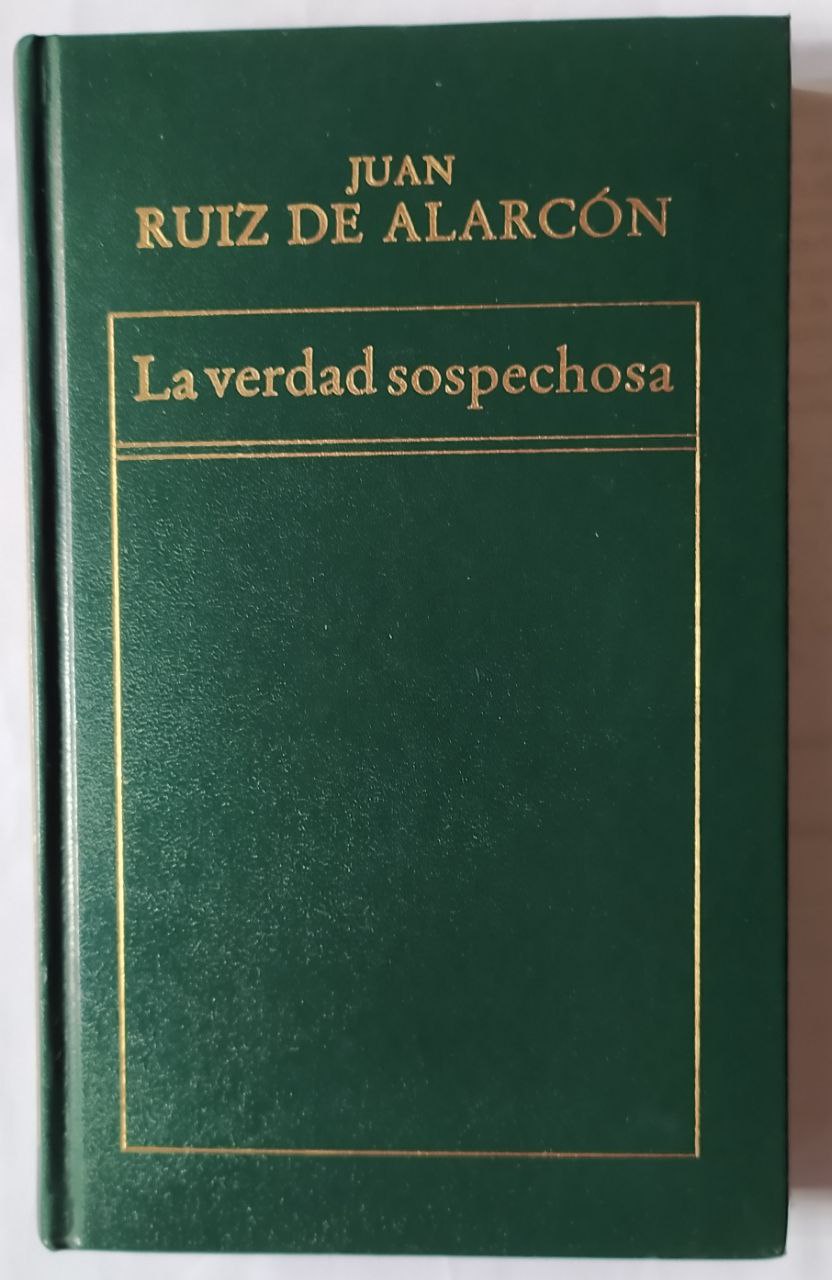 JUAN
RUIZ DE ALARCÓN
La verdad sospechosa